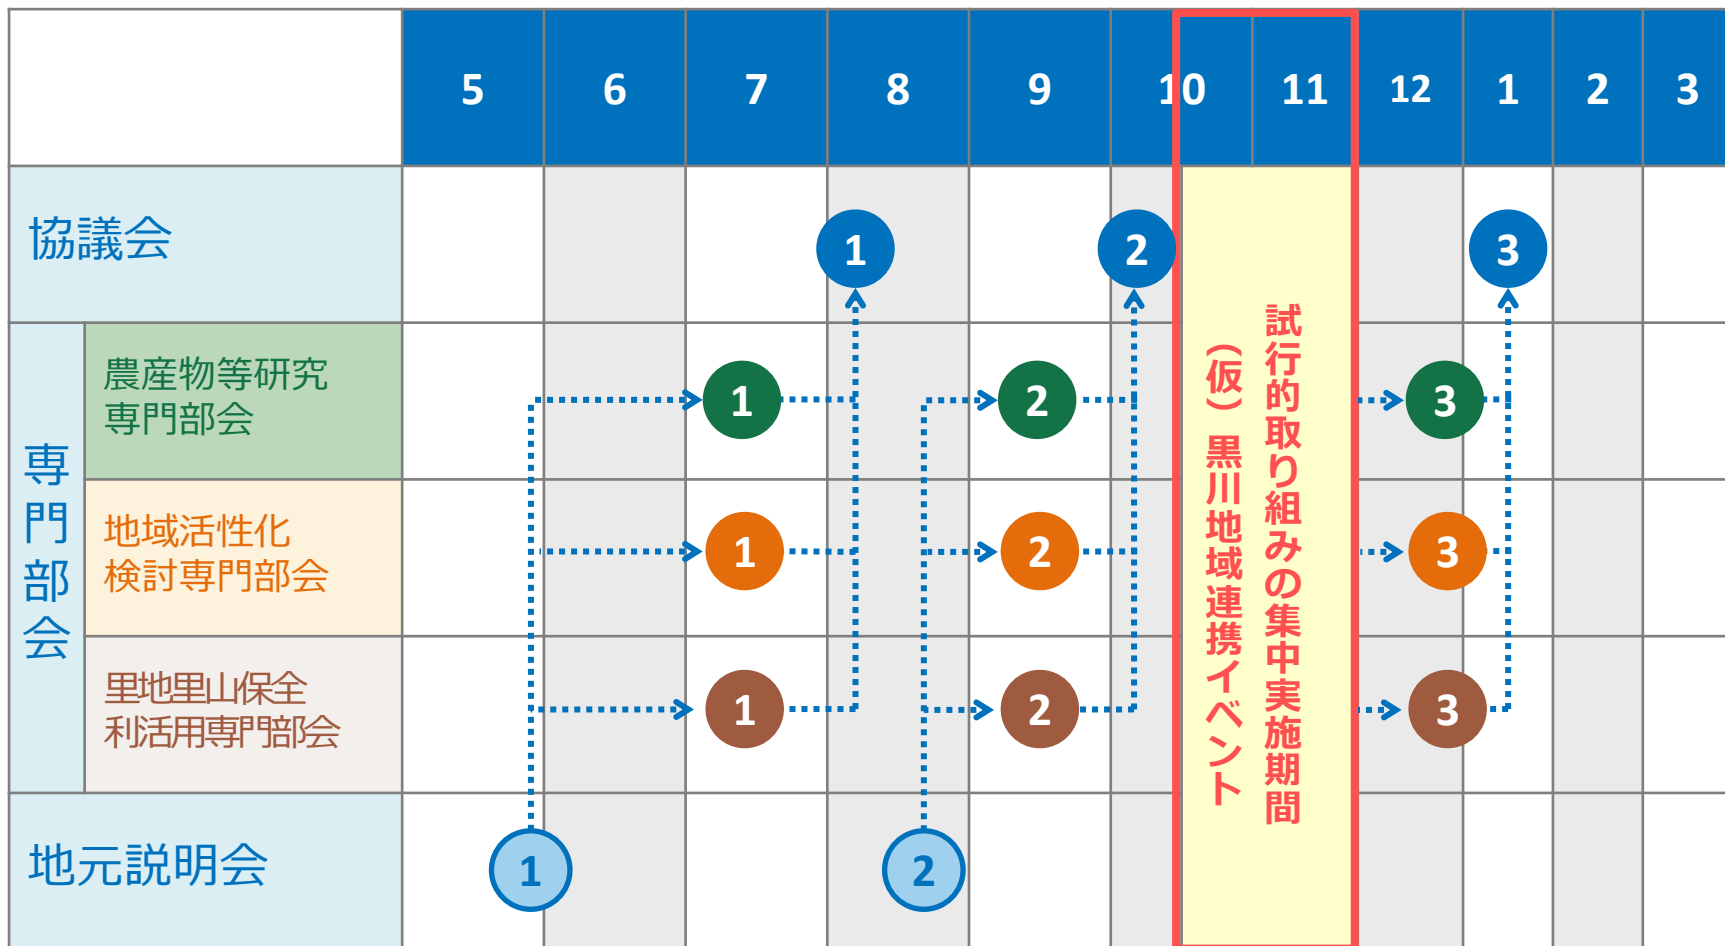 5 6 7 8 9 10 11 12 1 2 3
協議会
1 2 3
専門部会
農産物等研究
専門部会
1 2 3
地域活性化
検討専門部会
1 2 3
里地里山保全
利活用専門部会
1 2 3
地元説明会
1 2
試行的取り組みの集中実施期間
（仮）黒川地域連携イベント